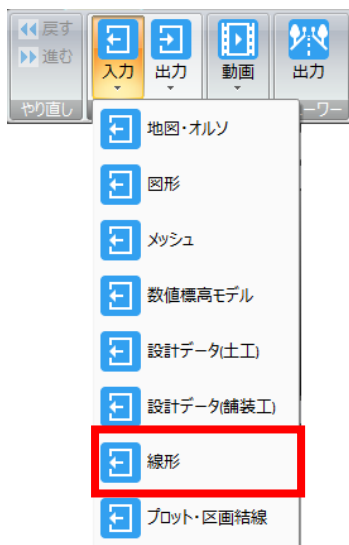 戻す
進む
やり直し
入力
出力
動画
出力
ーワー
地図・オルソ
図形
メッシュ
数値標高モデル
設計データ(土工)
設計データ(舗装工)
線形
プロット・区画結線